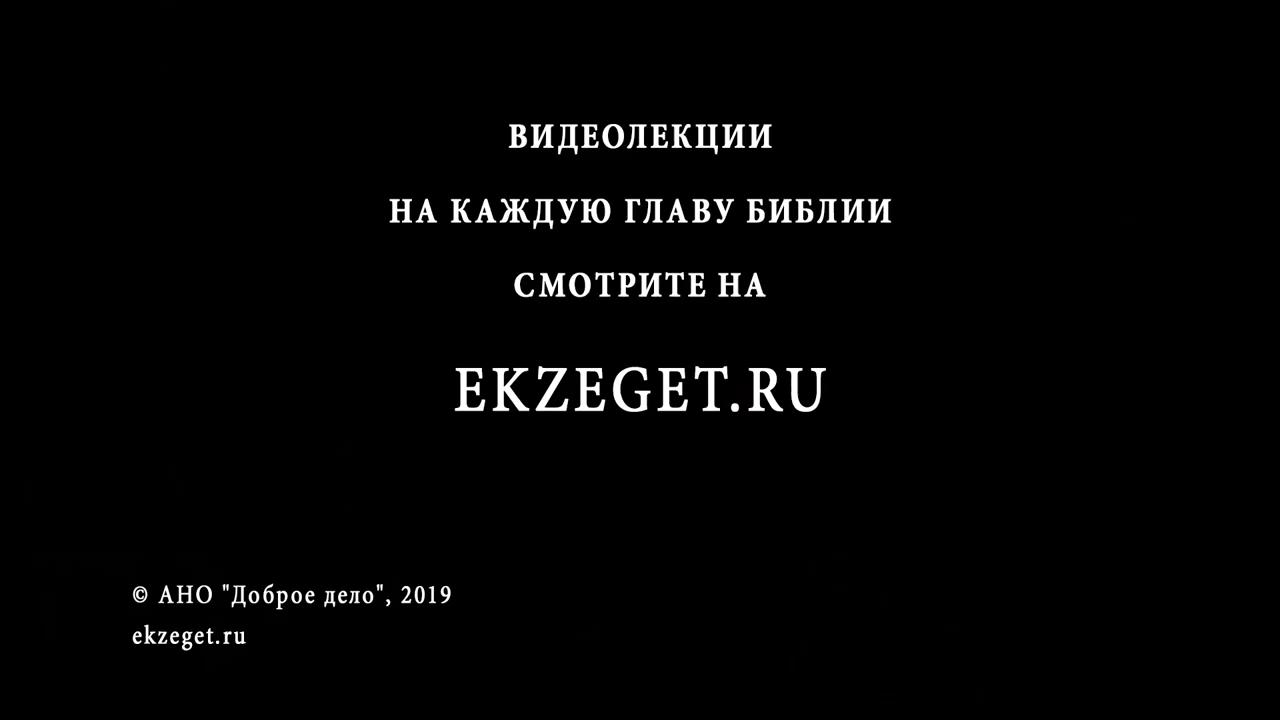 ВИДЕОЛЕКЦИИ
НА КАЖДУЮ ГЛАВУ БИБЛИИ
СМОТРИТЕ НА
EKZEGET.RU
© АНО "Доброе дело", 2019
ekzeget.ru